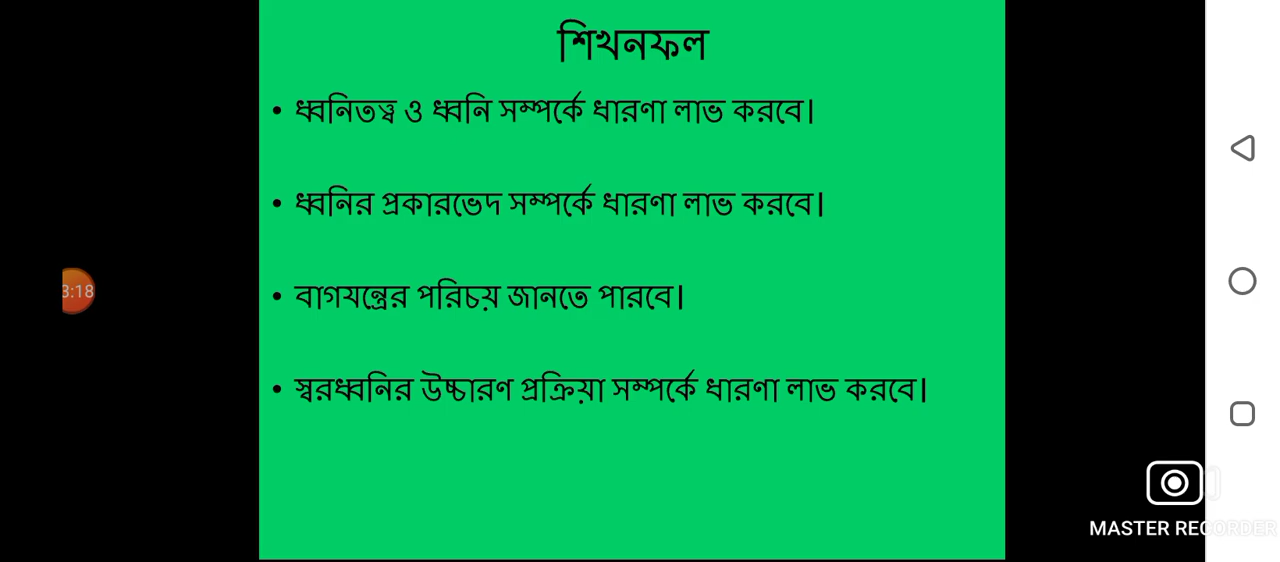 শিখনফল
• ধ্বনিতত্ত্ব ও ধ্বনি সম্পর্কে ধারণা লাভ করবে।
• ধ্বনির প্রকারভেদ সম্পর্কে ধারণা লাভ করবে।
3:18
• বাগযন্ত্রের পরিচয় জানতে পারবে।
• স্বরধ্বনির উচ্চারণ প্রক্রিয়া সম্পর্কে ধারণা লাভ করবে।
MASTER RECORDER